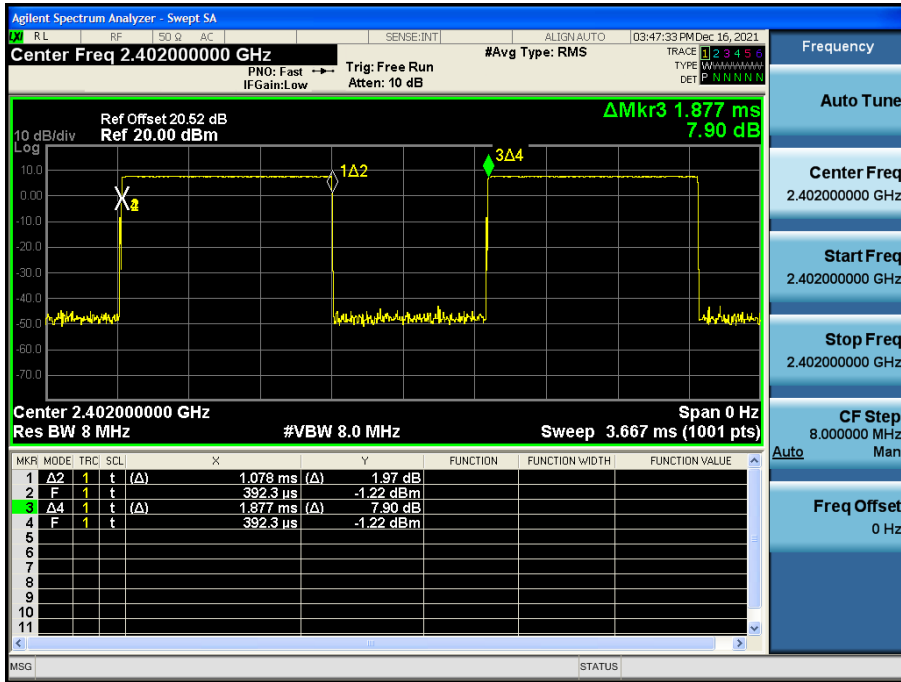 Agilent Spectrum Analyzer - Swept SA
LXI RL RF 50 Ω AC SENSE:INT ALIGN AUTO 03:47:33 PM Dec 16, 2021
Center Freq 2.402000000 GHz
PNO: Fast
IFGain:Low
Trig: Free Run
Atten: 10 dB
#Avg Type: RMS
TRACE 1 2 3 4 5 6
TYPE WWWWWW
DET P N N N N N
Ref Offset 20.52 dB
Ref 20.00 dBm
10 dB/div
Log
ΔMkr3 1.877 ms
7.90 dB
10.0
0.00
-10.0
-20.0
-30.0
-40.0
-50.0
-60.0
-70.0
1Δ2
3Δ4
Center 2.402000000 GHz Span 0 Hz
Res BW 8 MHz #VBW 8.0 MHz Sweep 3.667 ms (1001 pts)
MKR MODE TRC SCL X Y FUNCTION FUNCTION WIDTH FUNCTION VALUE
1 Δ2 1 t (Δ) 1.078 ms (Δ) 1.97 dB
2 F 1 t 392.3 µs -1.22 dBm
3 Δ4 1 t (Δ) 1.877 ms (Δ) 7.90 dB
4 F 1 t 392.3 µs -1.22 dBm
5
6
7
8
9
10
11
MSG STATUS
Frequency
Auto Tune
Center Freq
2.402000000 GHz
Start Freq
2.402000000 GHz
Stop Freq
2.402000000 GHz
CF Step
8.000000 MHz
Auto Man
Freq Offset
0 Hz